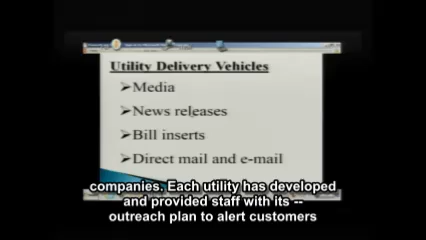 Utility Delivery Vehicles
Media
News releases
Bill inserts
Direct mail and e-mail
companies. Each utility has developed
and provided staff with its --
outreach plan to alert customers